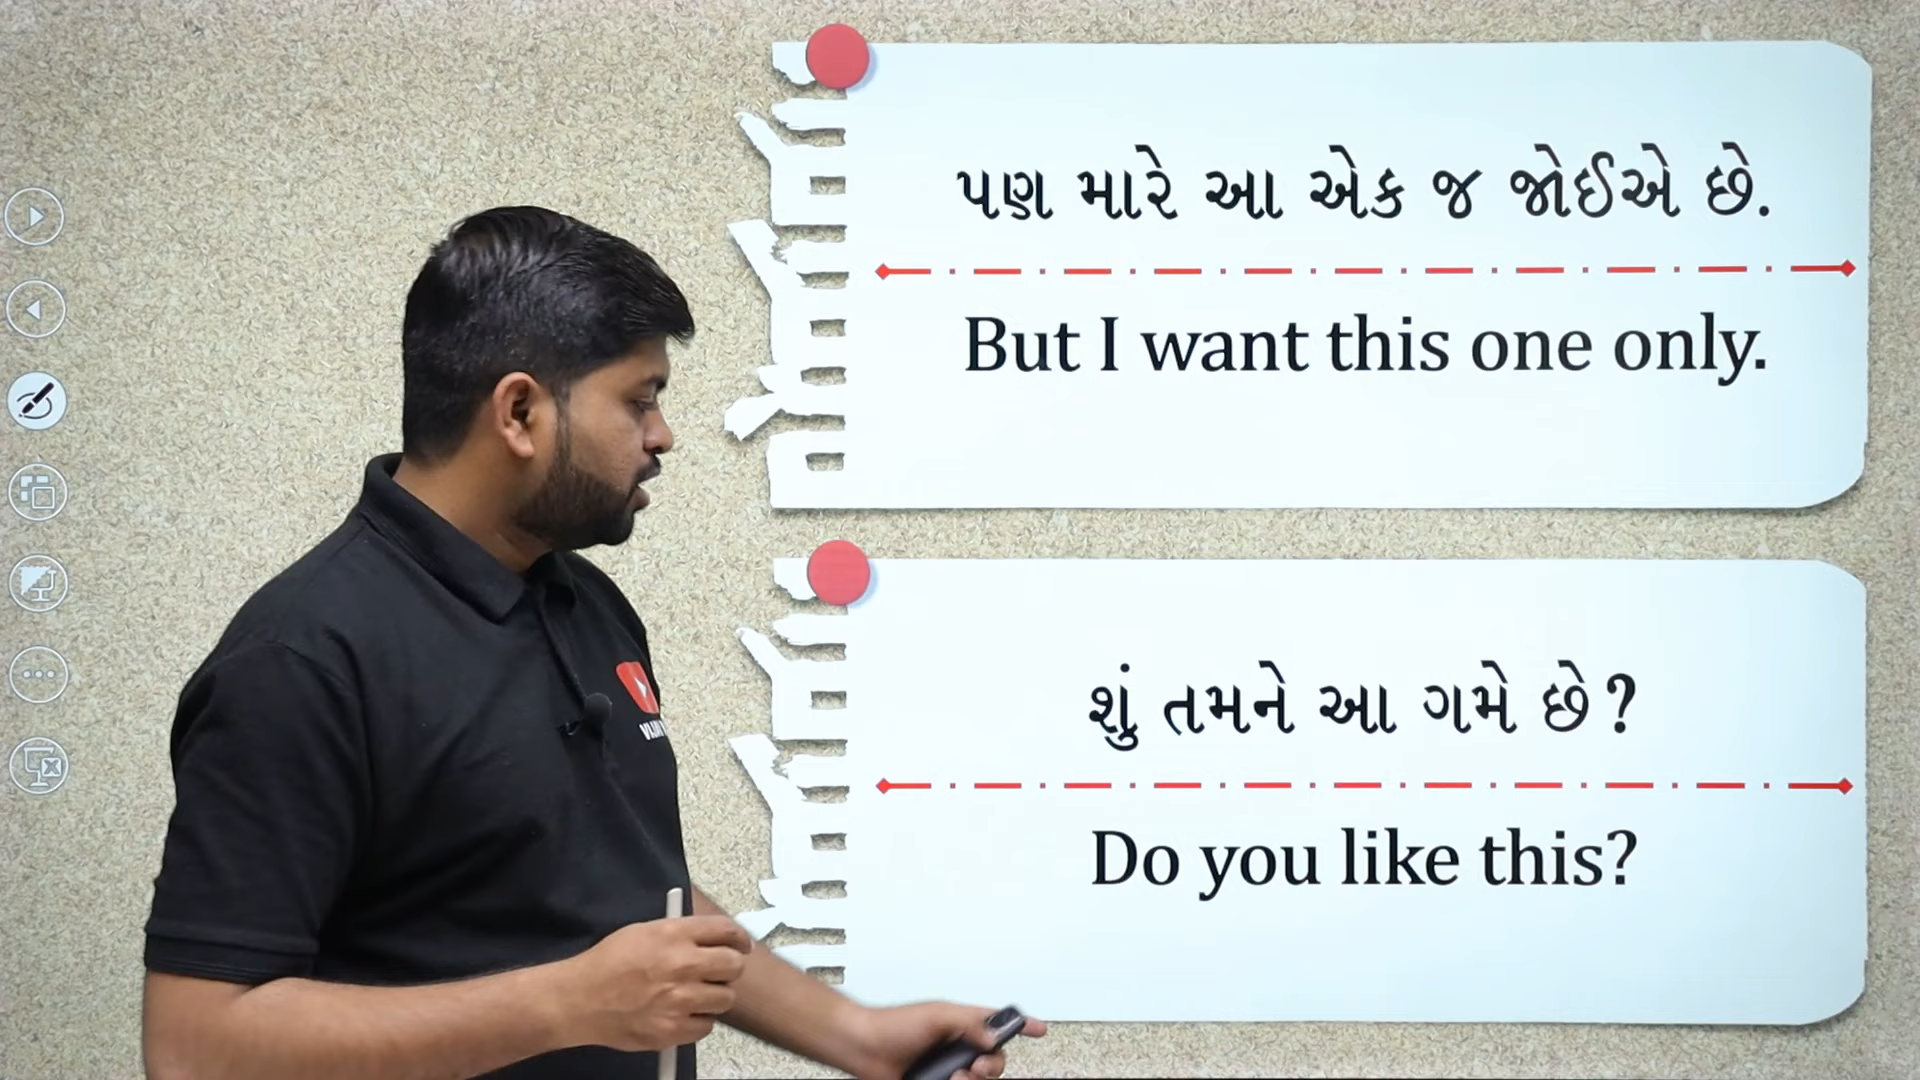 પણ મારે આ એક જ જોઈએ છે.
But I want this one only.
શું તમને આ ગમે છે?
Do you like this?